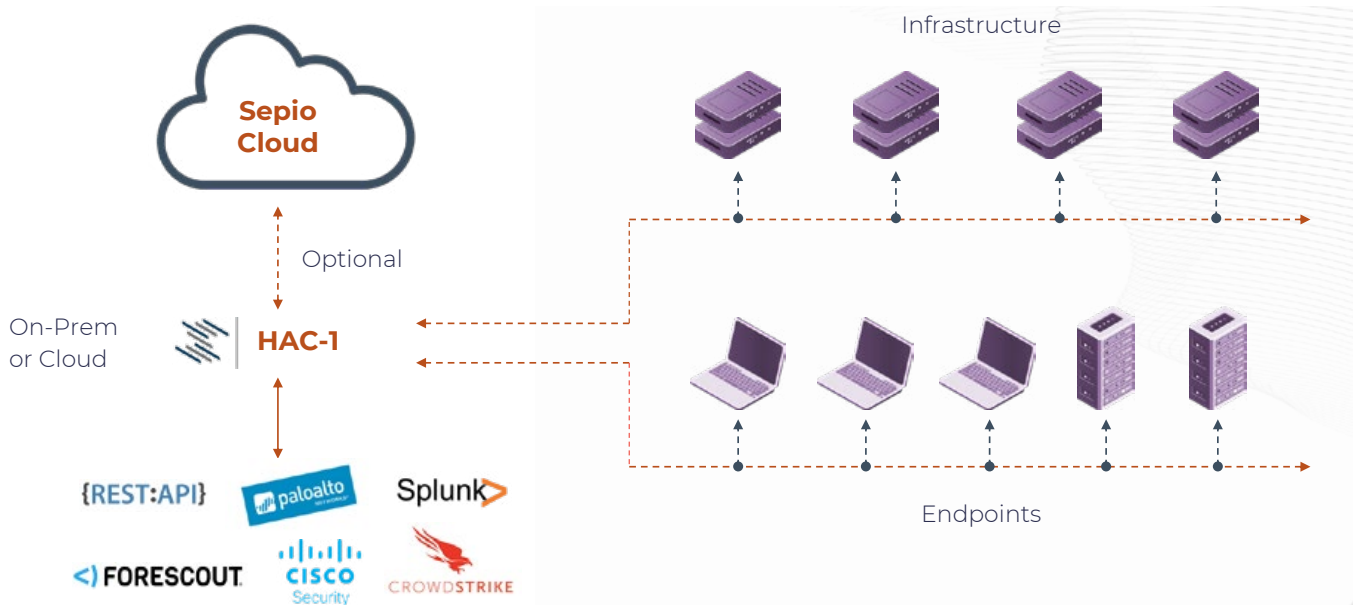 Infrastructure
Sepio
Cloud
Optional
On-Prem
or Cloud
HAC-1
{REST:API}
paloalto
NETWORKS
Splunk>
Endpoints
FORESCOUT.
CISCO
Security
CROWDSTRIKE